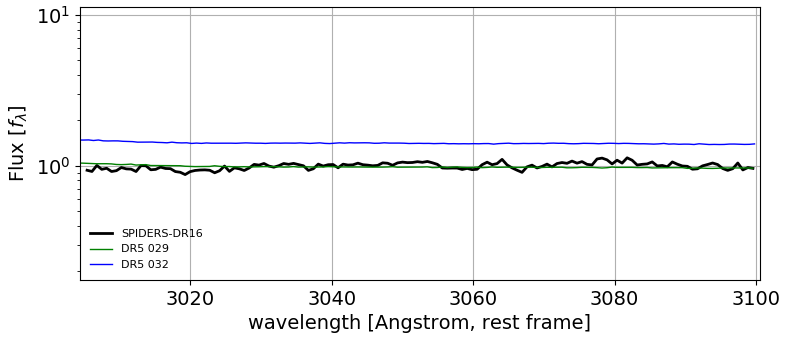 10¹
10⁰
Flux [f_λ]
SPIDERS-DR16
DR5 029
DR5 032
3020 3040 3060 3080 3100
wavelength [Angstrom, rest frame]